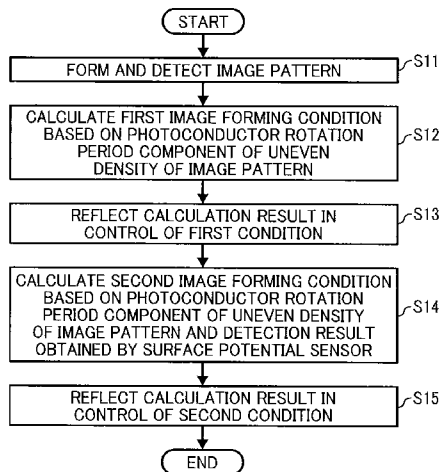 START
FORM AND DETECT IMAGE PATTERN
S11
CALCULATE FIRST IMAGE FORMING CONDITION
BASED ON PHOTOCONDUCTOR ROTATION
PERIOD COMPONENT OF UNEVEN
DENSITY OF IMAGE PATTERN
S12
REFLECT CALCULATION RESULT IN
CONTROL OF FIRST CONDITION
S13
CALCULATE SECOND IMAGE FORMING CONDITION
BASED ON PHOTOCONDUCTOR ROTATION
PERIOD COMPONENT OF UNEVEN DENSITY
OF IMAGE PATTERN AND DETECTION RESULT
OBTAINED BY SURFACE POTENTIAL SENSOR
S14
REFLECT CALCULATION RESULT IN
CONTROL OF SECOND CONDITION
S15
END